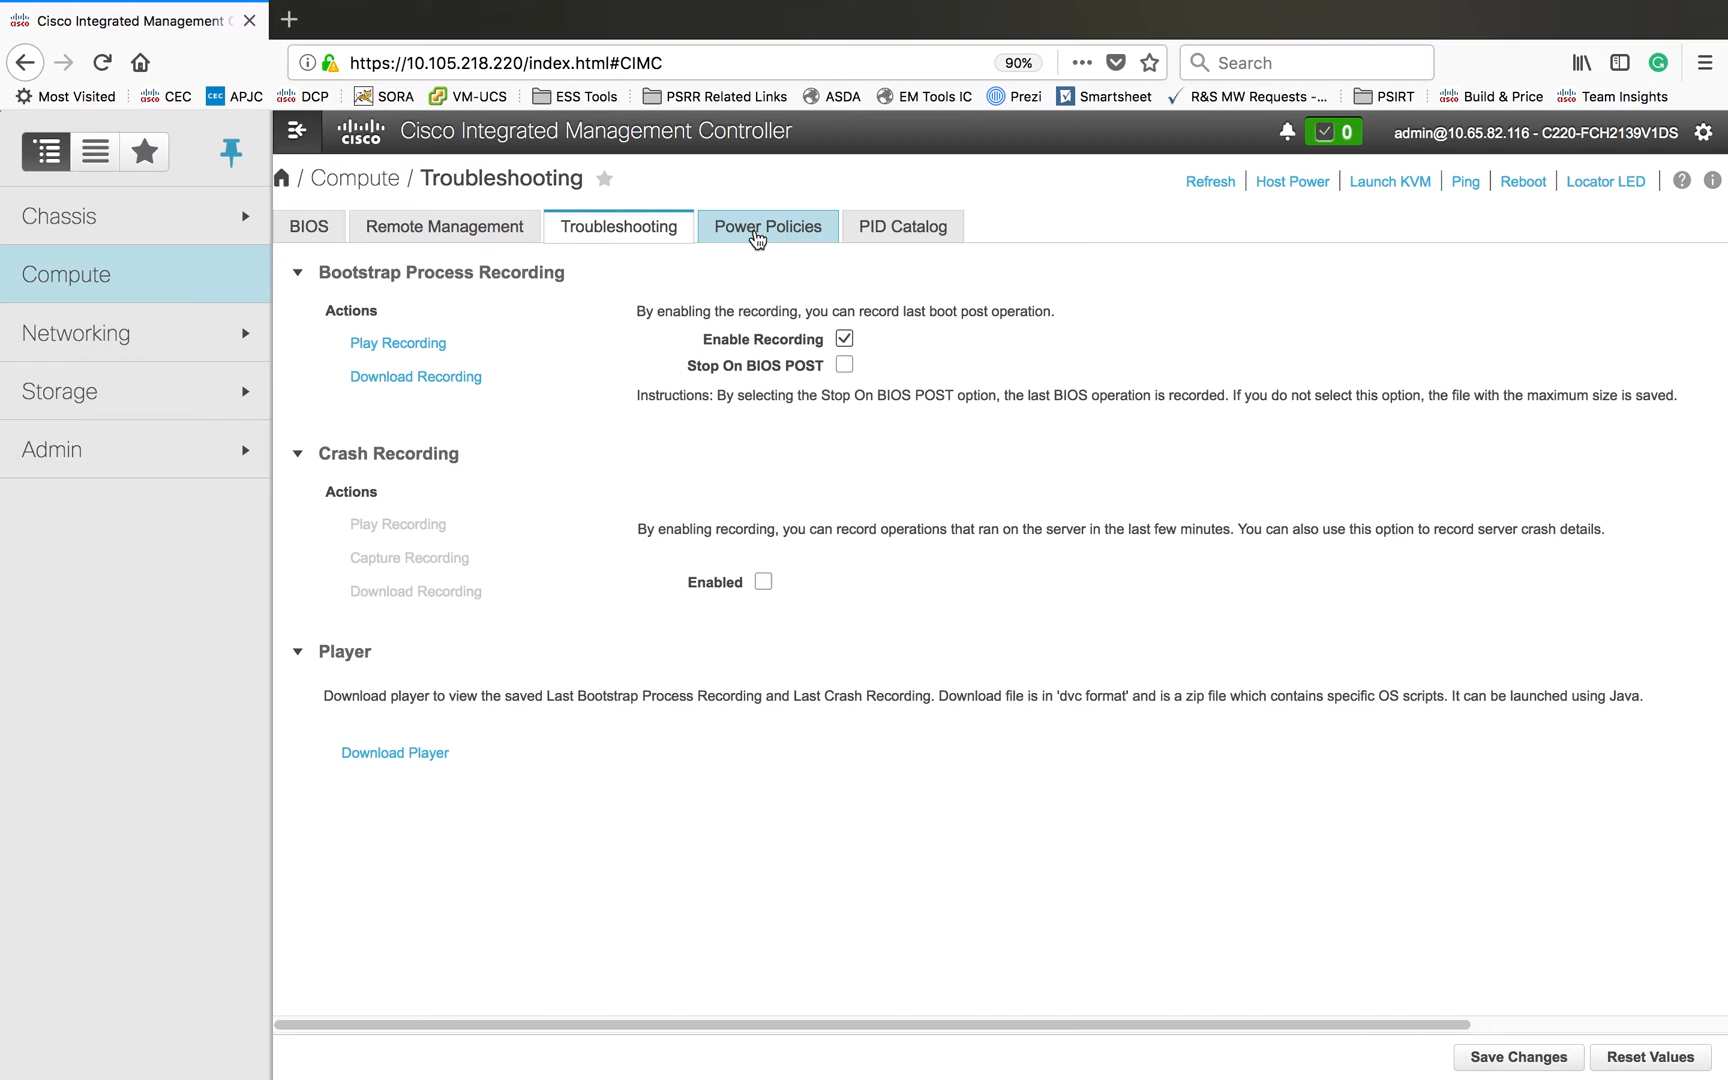 Cisco Integrated Management C
https://10.105.218.220/index.html#CIMC
90%
Search
Most Visited
CEC
CEC APJC
DCP
SORA
VM-UCS
ESS Tools
PSRR Related Links
ASDA
EM Tools IC
Prezi
Smartsheet
R&S MW Requests -...
PSIRT
Build & Price
Team Insights
cisco Cisco Integrated Management Controller
0
admin@10.65.82.116 - C220-FCH2139V1DS
/ Compute / Troubleshooting
Refresh
Host Power
Launch KVM
Ping
Reboot
Locator LED
Chassis
Compute
Networking
Storage
Admin
BIOS
Remote Management
Troubleshooting
Power Policies
PID Catalog
Bootstrap Process Recording
Actions
Play Recording
Download Recording
By enabling the recording, you can record last boot post operation.
Enable Recording
Stop On BIOS POST
Instructions: By selecting the Stop On BIOS POST option, the last BIOS operation is recorded. If you do not select this option, the file with the maximum size is saved.
Crash Recording
Actions
Play Recording
Capture Recording
Download Recording
By enabling recording, you can record operations that ran on the server in the last few minutes. You can also use this option to record server crash details.
Enabled
Player
Download player to view the saved Last Bootstrap Process Recording and Last Crash Recording. Download file is in 'dvc format' and is a zip file which contains specific OS scripts. It can be launched using Java.
Download Player
Save Changes
Reset Values